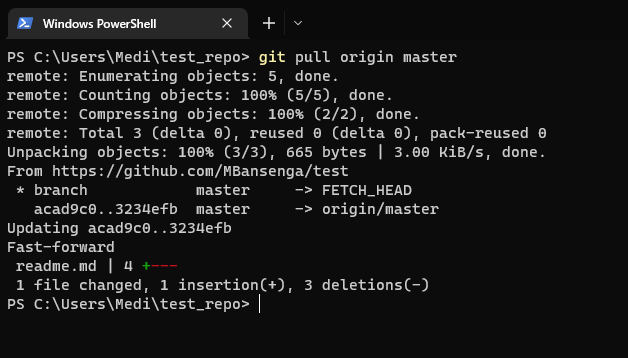 Windows PowerShell
PS C:\Users\Medi\test_repo> git pull origin master
remote: Enumerating objects: 5, done.
remote: Counting objects: 100% (5/5), done.
remote: Compressing objects: 100% (2/2), done.
remote: Total 3 (delta 0), reused 0 (delta 0), pack-reused 0
Unpacking objects: 100% (3/3), 665 bytes | 3.00 KiB/s, done.
From https://github.com/MBansenga/test
 * branch            master     -> FETCH_HEAD
   acad9c0..3234efb  master     -> origin/master
Updating acad9c0..3234efb
Fast-forward
 readme.md | 4 +---
 1 file changed, 1 insertion(+), 3 deletions(-)
PS C:\Users\Medi\test_repo>